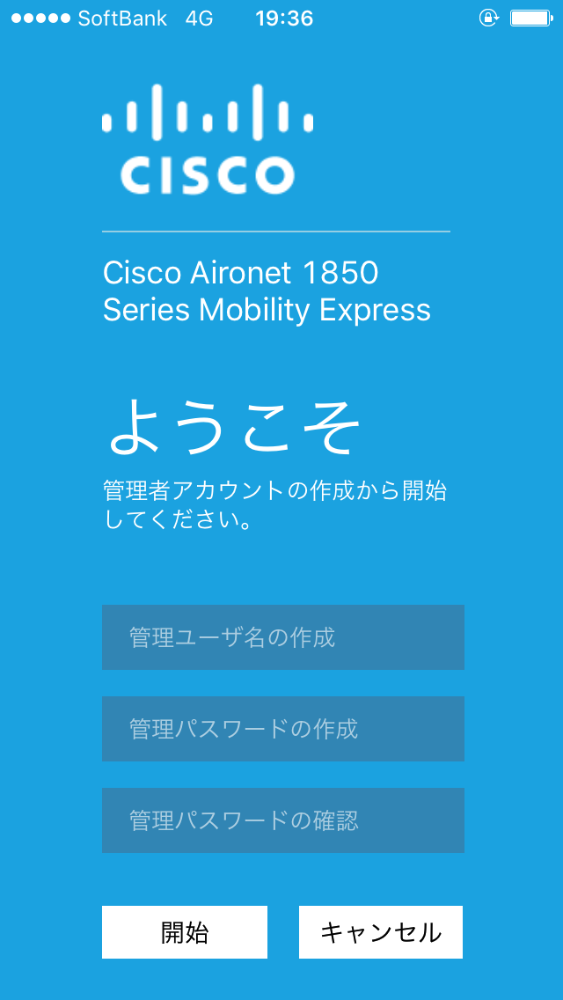 SoftBank 4G 19:36
CISCO
Cisco Aironet 1850
Series Mobility Express
ようこそ
管理者アカウントの作成から開始
してください。
管理ユーザ名の作成
管理パスワードの作成
管理パスワードの確認
開始 キャンセル